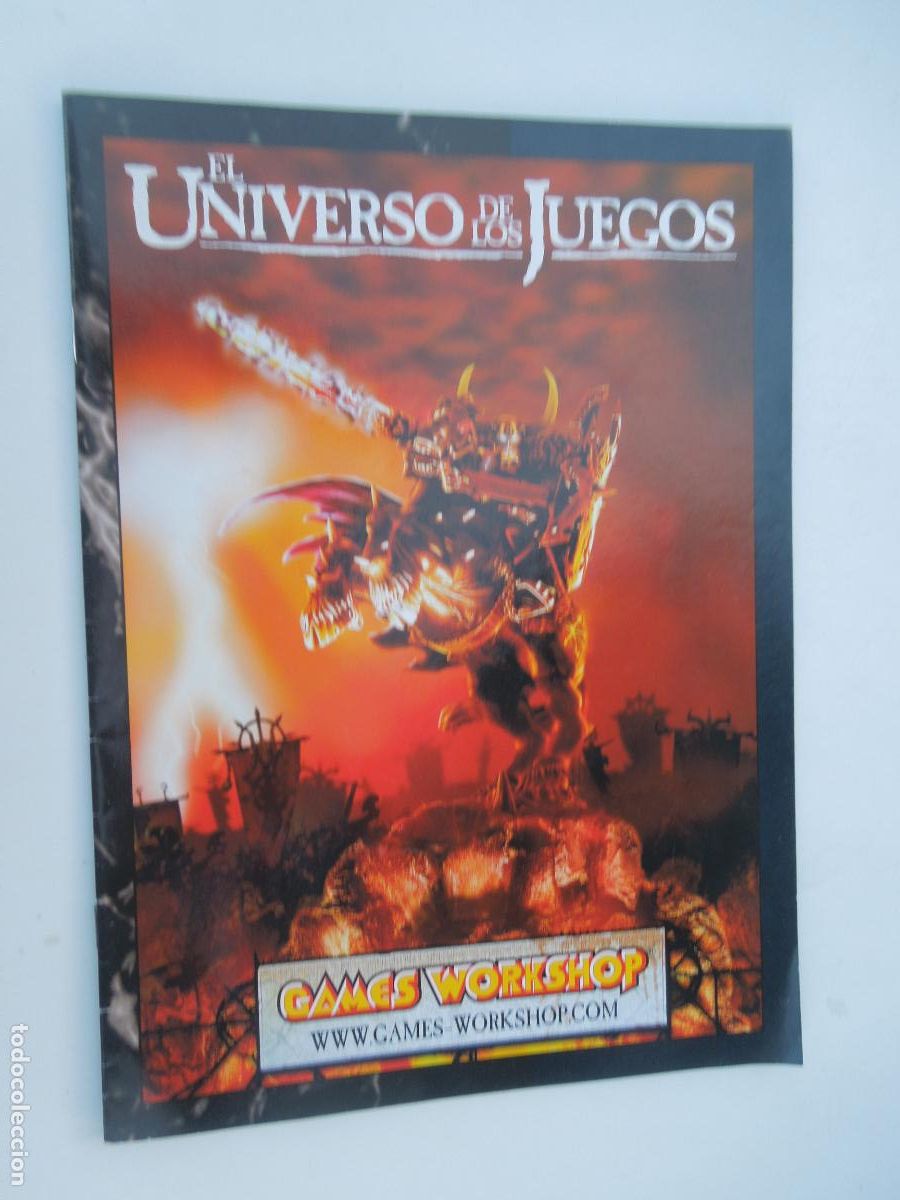 EL
UNIVERSO DE LOS JUEGOS
GAMES WORKSHOP
WWW.GAMES-WORKSHOP.COM
todocoleccion